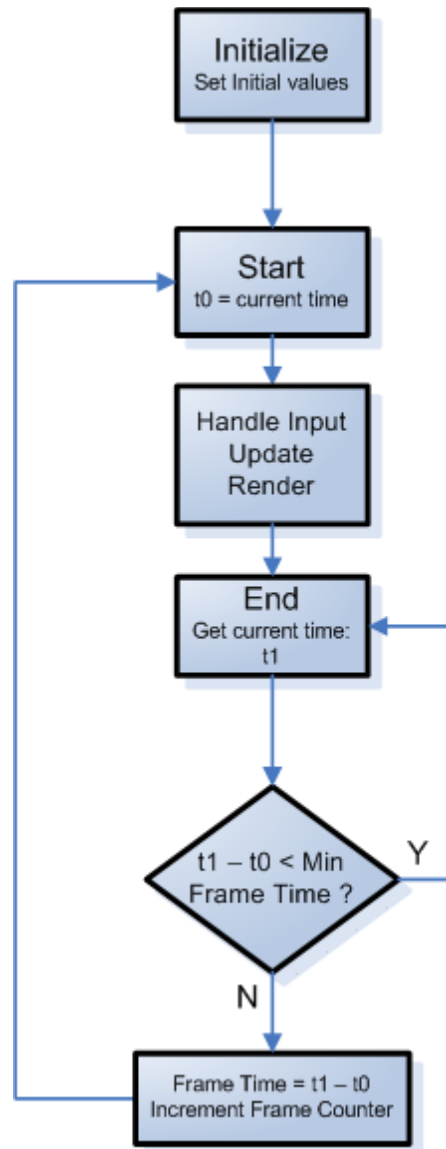 Initialize
Set Initial values
Start
t0 = current time
Handle Input
Update
Render
End
Get current time:
t1
t1 – t0 < Min
Frame Time ?
Y
N
Frame Time = t1 – t0
Increment Frame Counter